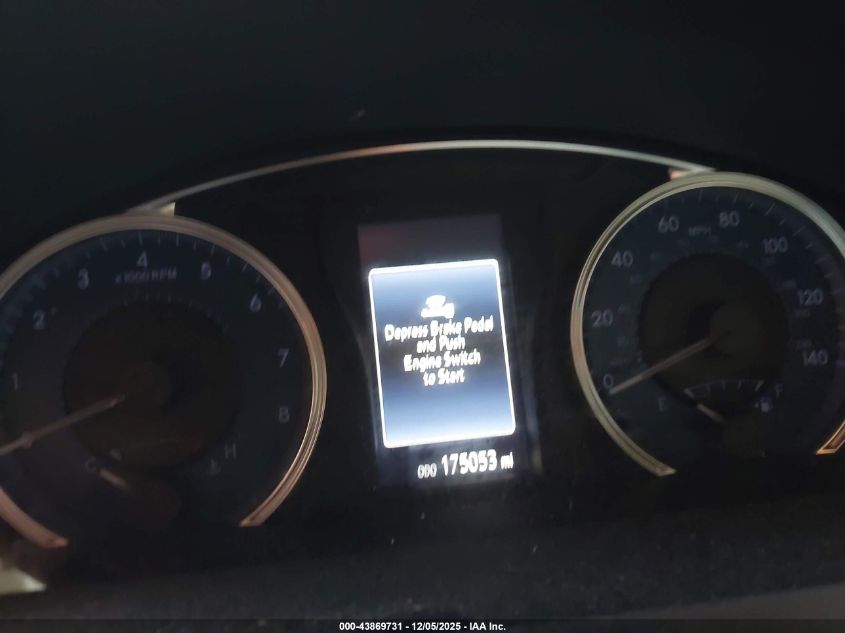 4
3
5
x1000 RPM
2
6
1
7
8
C
H
60
80
MPH
40
100
20
120
0
140
E
F
Depress Brake Pedal
and Push
Engine Switch
to Start
ODO 175053 mi
000-43869731 - 12/05/2025 - IAA Inc.